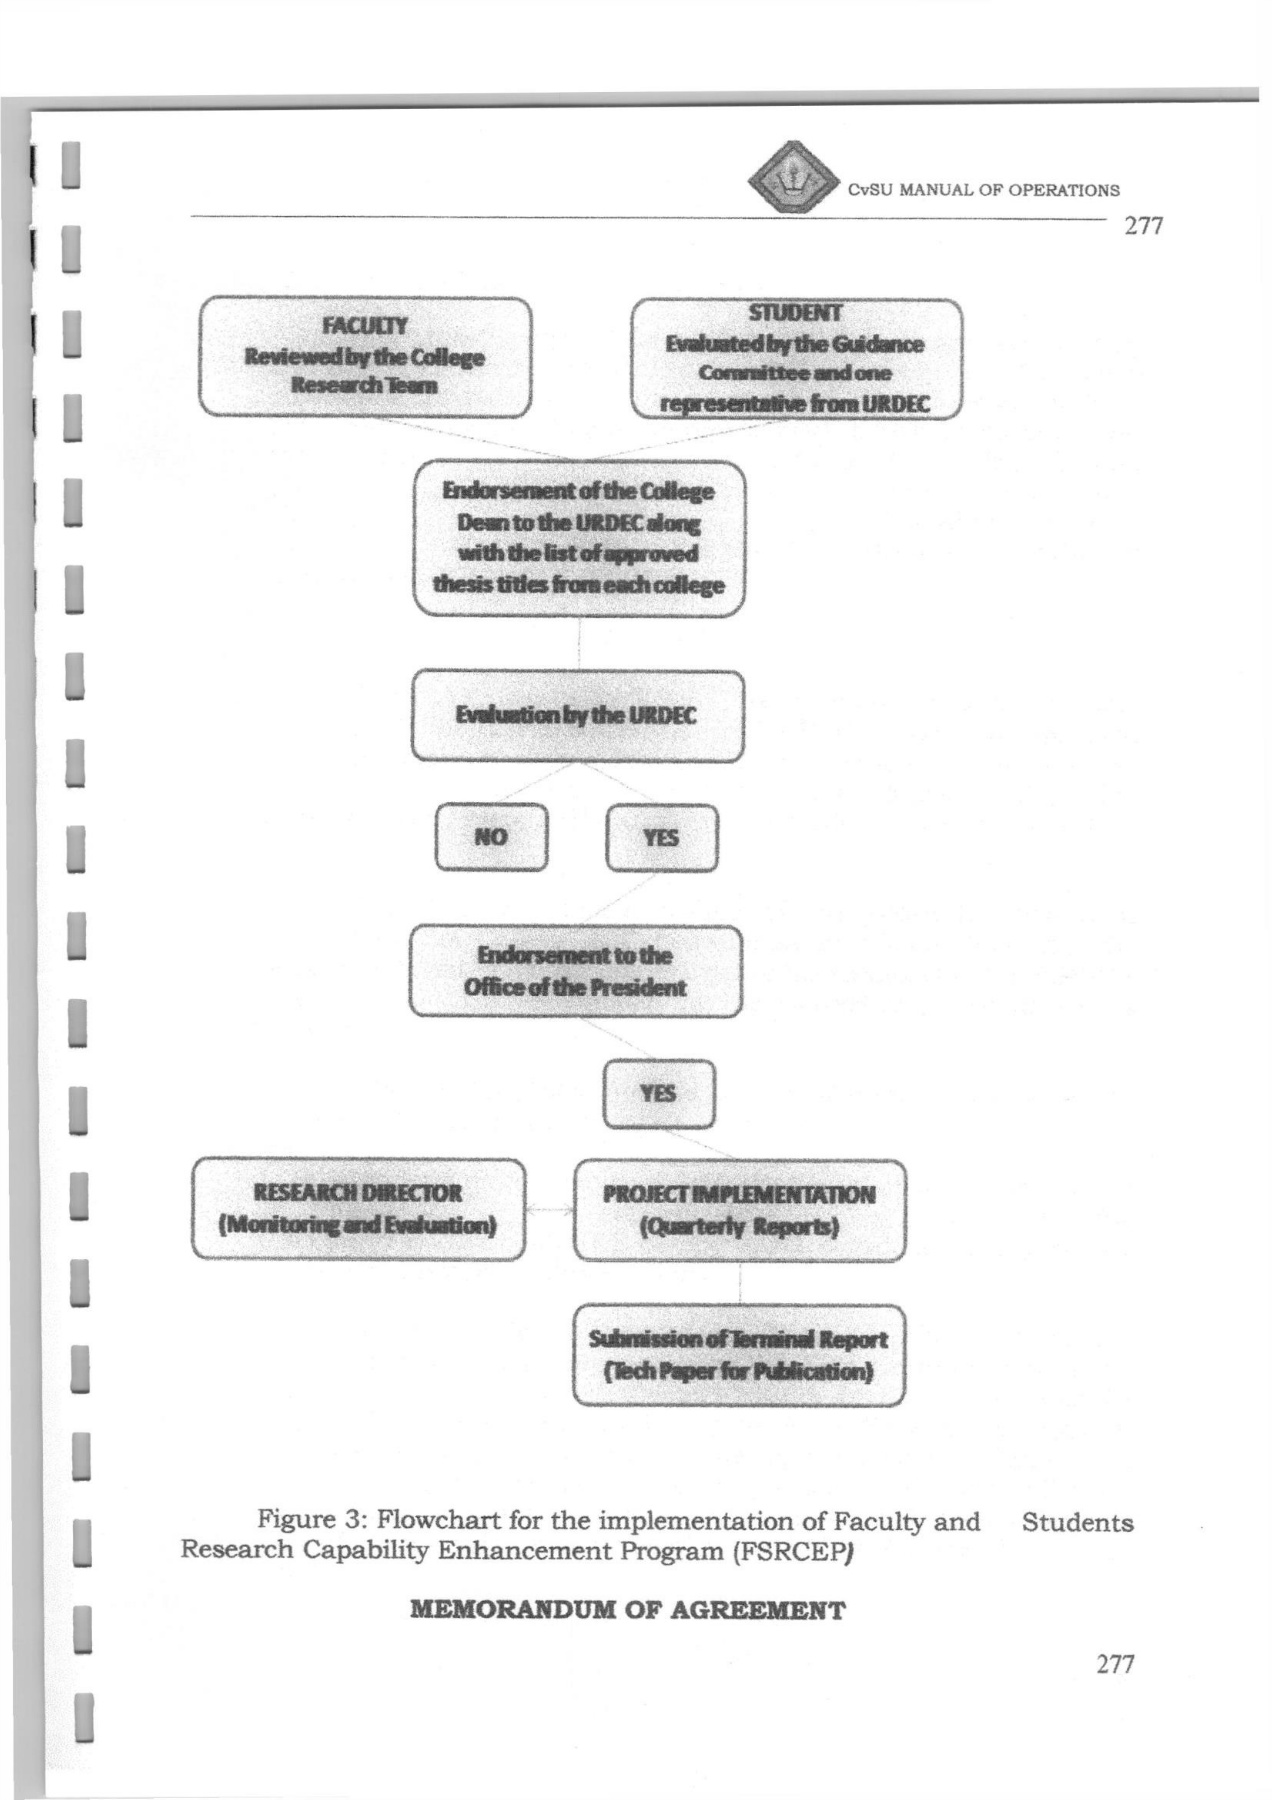 CvSU MANUAL OF OPERATIONS
277
FACULTY
Reviewed by the College
Research Team
STUDENT
Evaluated by the Guidance
Committee and one
representative from URDEC
Endorsement of the College
Dean to the URDEC along
with the list of approved
thesis titles from each college
Evaluation by the URDEC
NO
YES
Endorsement to the
Office of the President
YES
RESEARCH DIRECTOR
(Monitoring and Evaluation)
PROJECT IMPLEMENTATION
(Quarterly Reports)
Submission of Terminal Report
(Tech Paper for Publication)
Figure 3: Flowchart for the implementation of Faculty and Students
Research Capability Enhancement Program (FSRCEP)
MEMORANDUM OF AGREEMENT
277